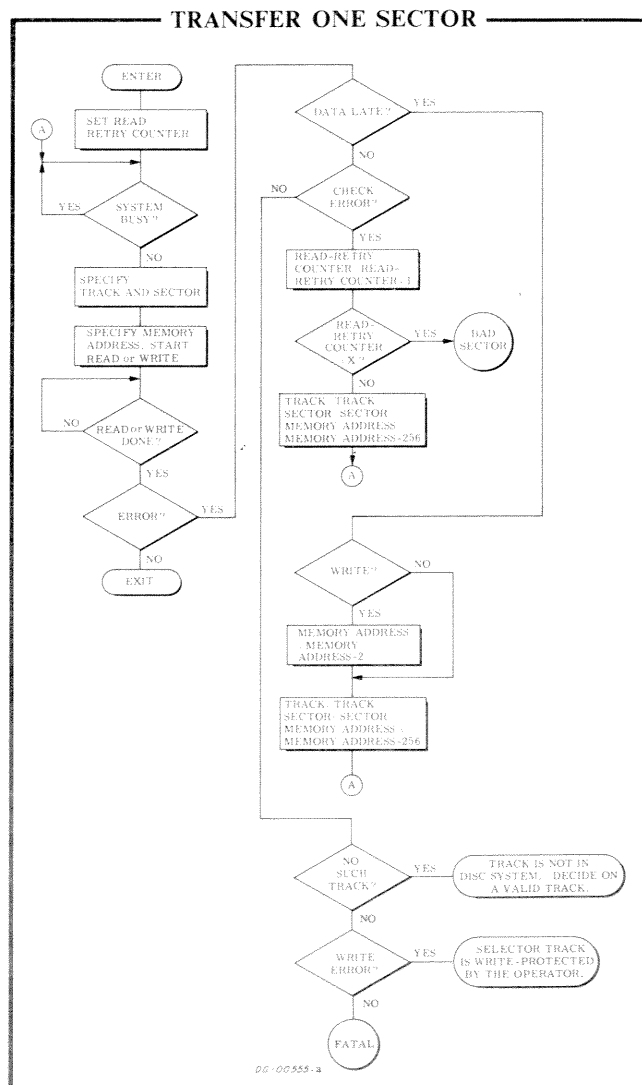 TRANSFER ONE SECTOR
ENTER
SET READ
RETRY COUNTER
A
SYSTEM
BUSY?
YES
NO
SPECIFY
TRACK AND SECTOR
SPECIFY MEMORY
ADDRESS, START
READ or WRITE
READ or WRITE
DONE?
NO
YES
ERROR?
YES
NO
EXIT
DATA LATE?
YES
NO
CHECK
ERROR?
NO
YES
READ-RETRY
COUNTER READ-
RETRY COUNTER-1
READ-
RETRY
COUNTER
X?
YES
BAD
SECTOR
NO
TRACK TRACK
SECTOR SECTOR
MEMORY ADDRESS
MEMORY ADDRESS-256
A
WRITE?
NO
YES
MEMORY ADDRESS
MEMORY
ADDRESS-2
TRACK TRACK
SECTOR SECTOR
MEMORY ADDRESS
MEMORY ADDRESS-256
A
NO
SUCH
TRACK?
YES
TRACK IS NOT IN
DISC SYSTEM. DECIDE ON
A VALID TRACK.
NO
WRITE
ERROR?
YES
SELECTOR TRACK
IS WRITE-PROTECTED
BY THE OPERATOR.
NO
FATAL
DG-00555-a